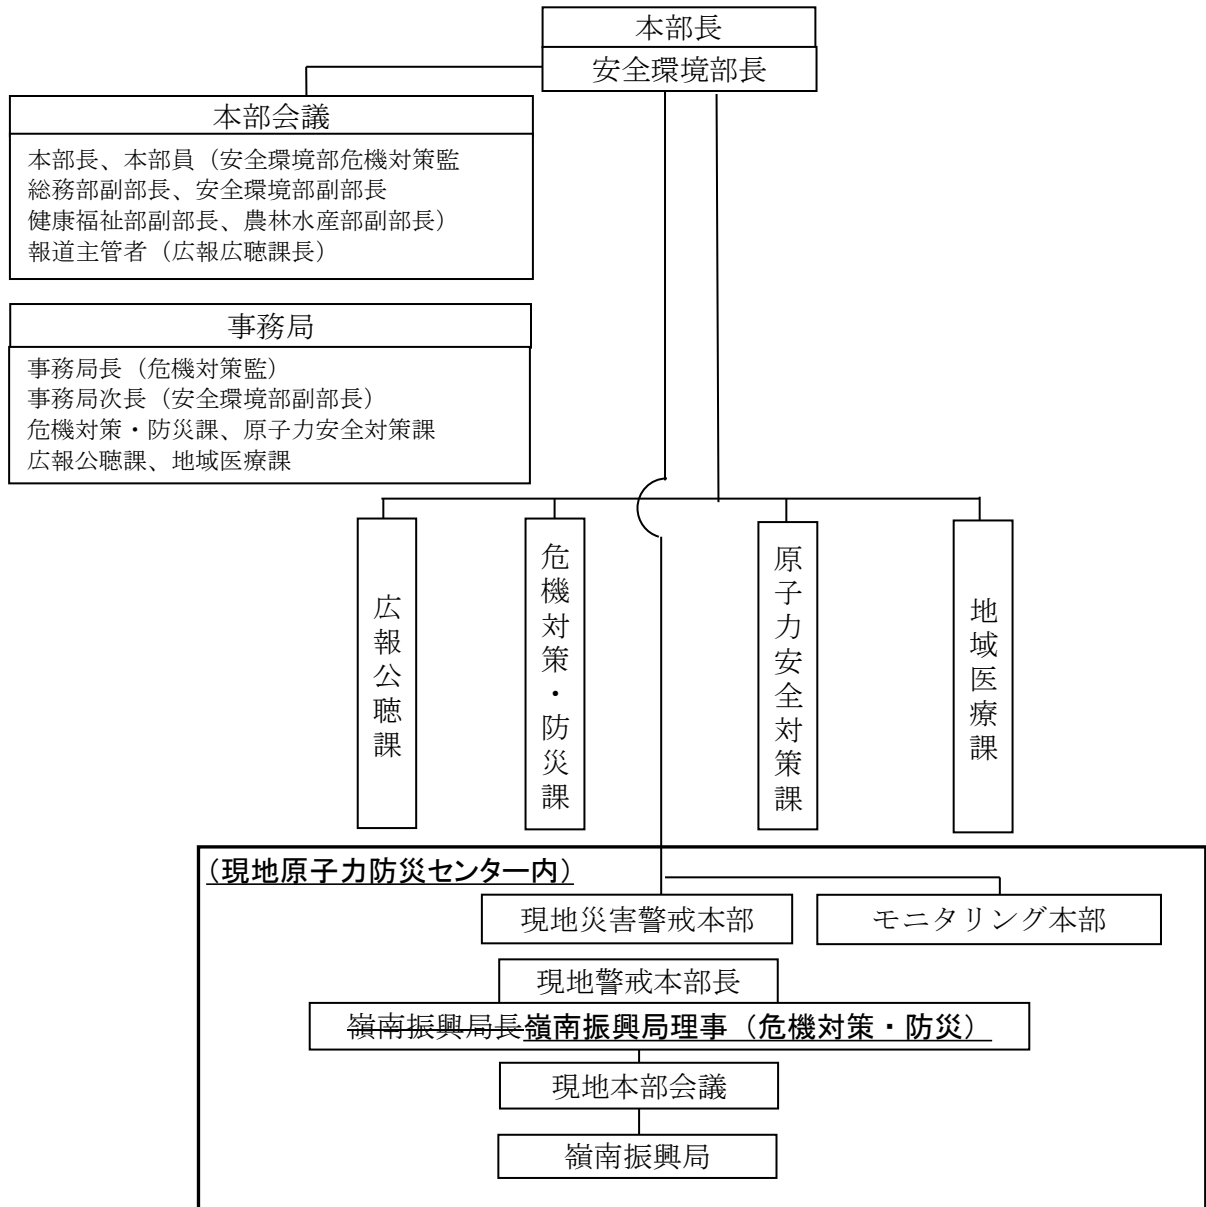 本部長
安全環境部長
本部会議
本部長、本部員（安全環境部危機対策監
総務部副部長、安全環境部副部長
健康福祉部副部長、農林水産部副部長）
報道主管者（広報広聴課長）
事務局
事務局長（危機対策監）
事務局次長（安全環境部副部長）
危機対策・防災課、原子力安全対策課
広報公聴課、地域医療課
広報公聴課
危機対策・防災課
原子力安全対策課
地域医療課
（現地原子力防災センター内）
現地災害警戒本部
モニタリング本部
現地警戒本部長
嶺南振興局長嶺南振興局理事（危機対策・防災）
現地本部会議
嶺南振興局